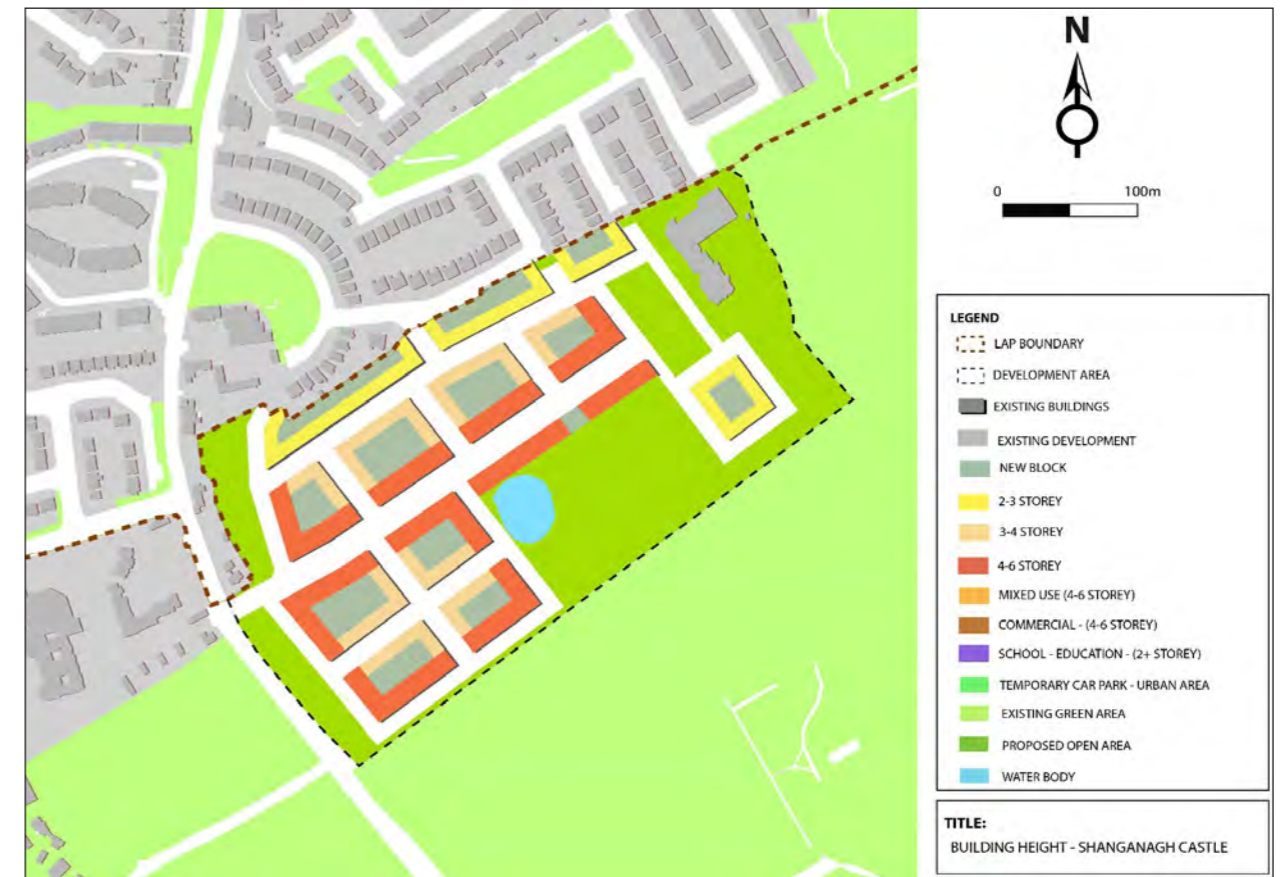 N
0 100m
LEGEND
LAP BOUNDARY
DEVELOPMENT AREA
EXISTING BUILDINGS
EXISTING DEVELOPMENT
NEW BLOCK
2-3 STOREY
3-4 STOREY
4-6 STOREY
MIXED USE (4-6 STOREY)
COMMERCIAL - (4-6 STOREY)
SCHOOL - EDUCATION - (2+ STOREY)
TEMPORARY CAR PARK - URBAN AREA
EXISTING GREEN AREA
PROPOSED OPEN AREA
WATER BODY
TITLE:
BUILDING HEIGHT - SHANGANAGH CASTLE